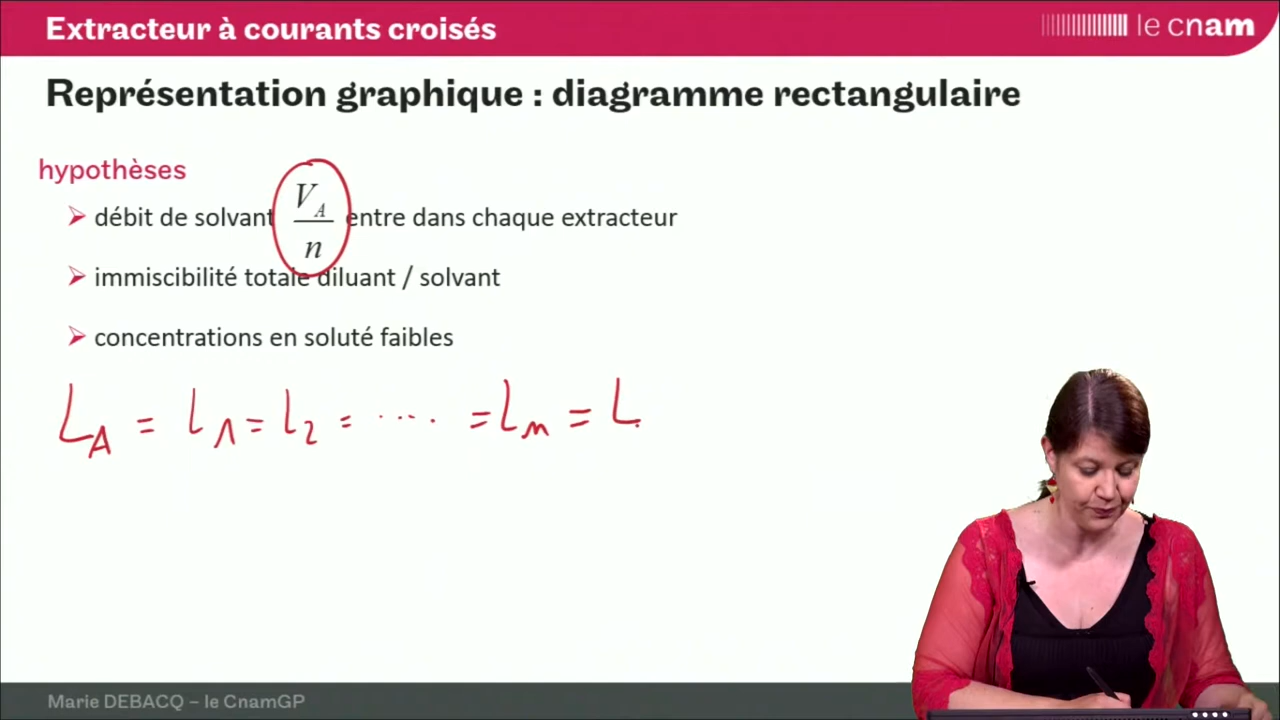 Extracteur à courants croisés
le cnam
Représentation graphique : diagramme rectangulaire
hypothèses
➤ débit de solvant V_A/n entre dans chaque extracteur
➤ immiscibilité totale diluant / solvant
➤ concentrations en soluté faibles
L_A = L_1 = L_2 = ..... = L_n = L
Marie DEBACQ – le CnamGP